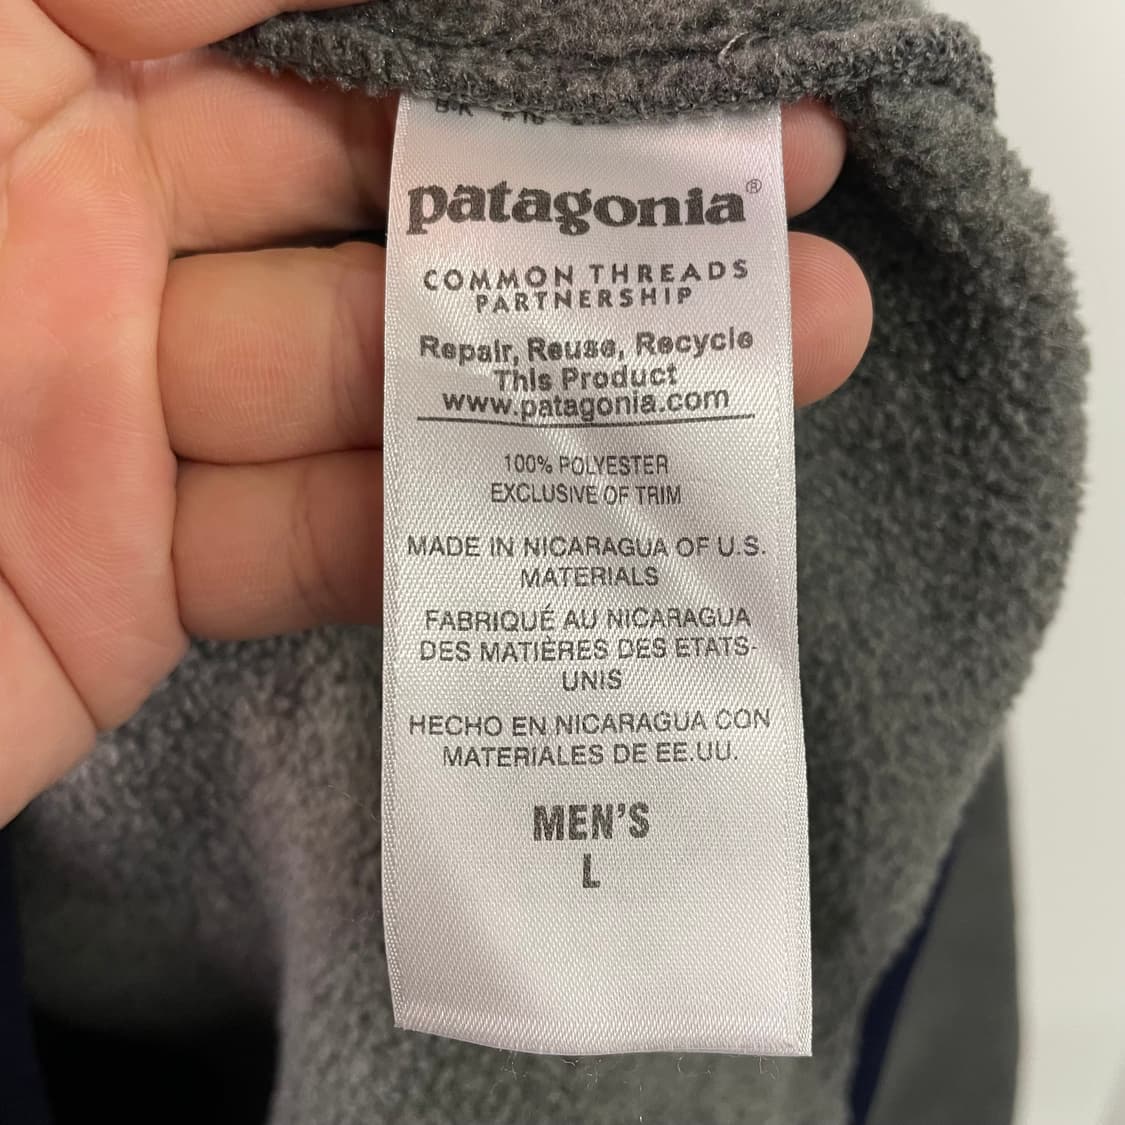 patagonia®
COMMON THREADS
PARTNERSHIP
Repair, Reuse, Recycle
This Product
www.patagonia.com
100% POLYESTER
EXCLUSIVE OF TRIM
MADE IN NICARAGUA OF U.S.
MATERIALS
FABRIQUÉ AU NICARAGUA
DES MATIÈRES DES ETATS-
UNIS
HECHO EN NICARAGUA CON
MATERIALES DE EE.UU.
MEN'S
L